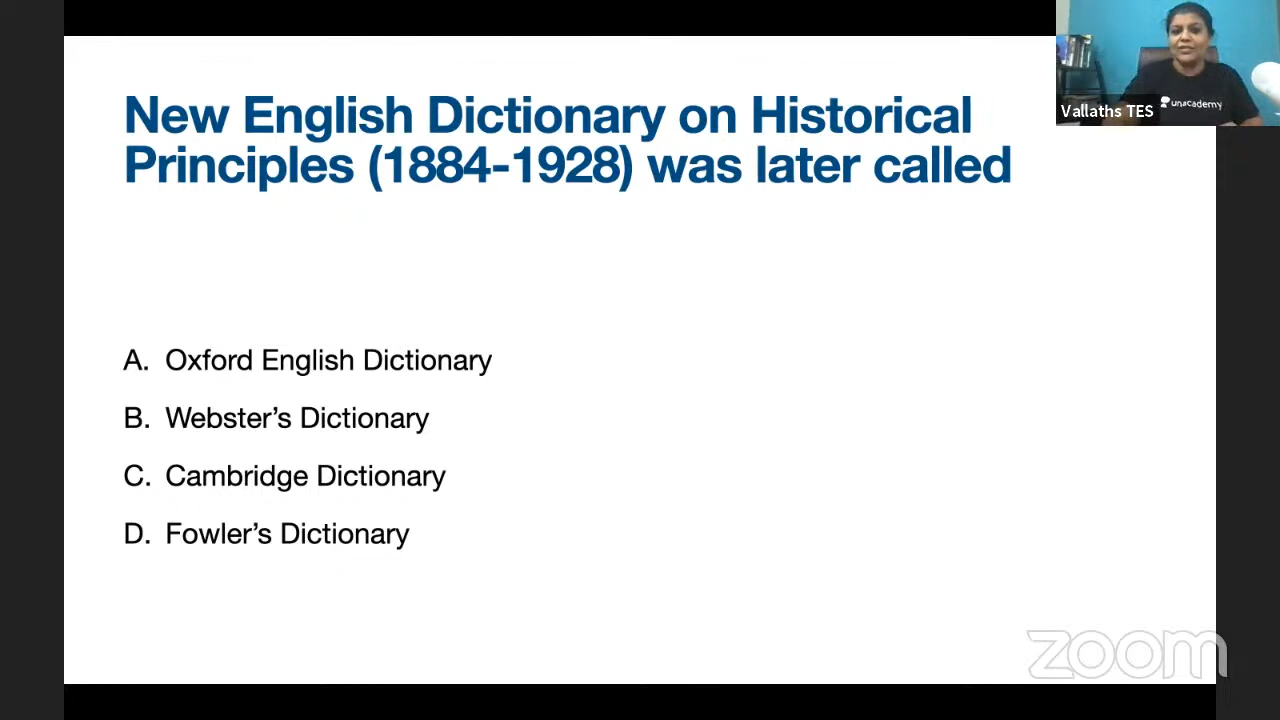 New English Dictionary on Historical
Principles (1884-1928) was later called
A. Oxford English Dictionary
B. Webster’s Dictionary
C. Cambridge Dictionary
D. Fowler’s Dictionary
unacademy
Vallaths TES
zoom